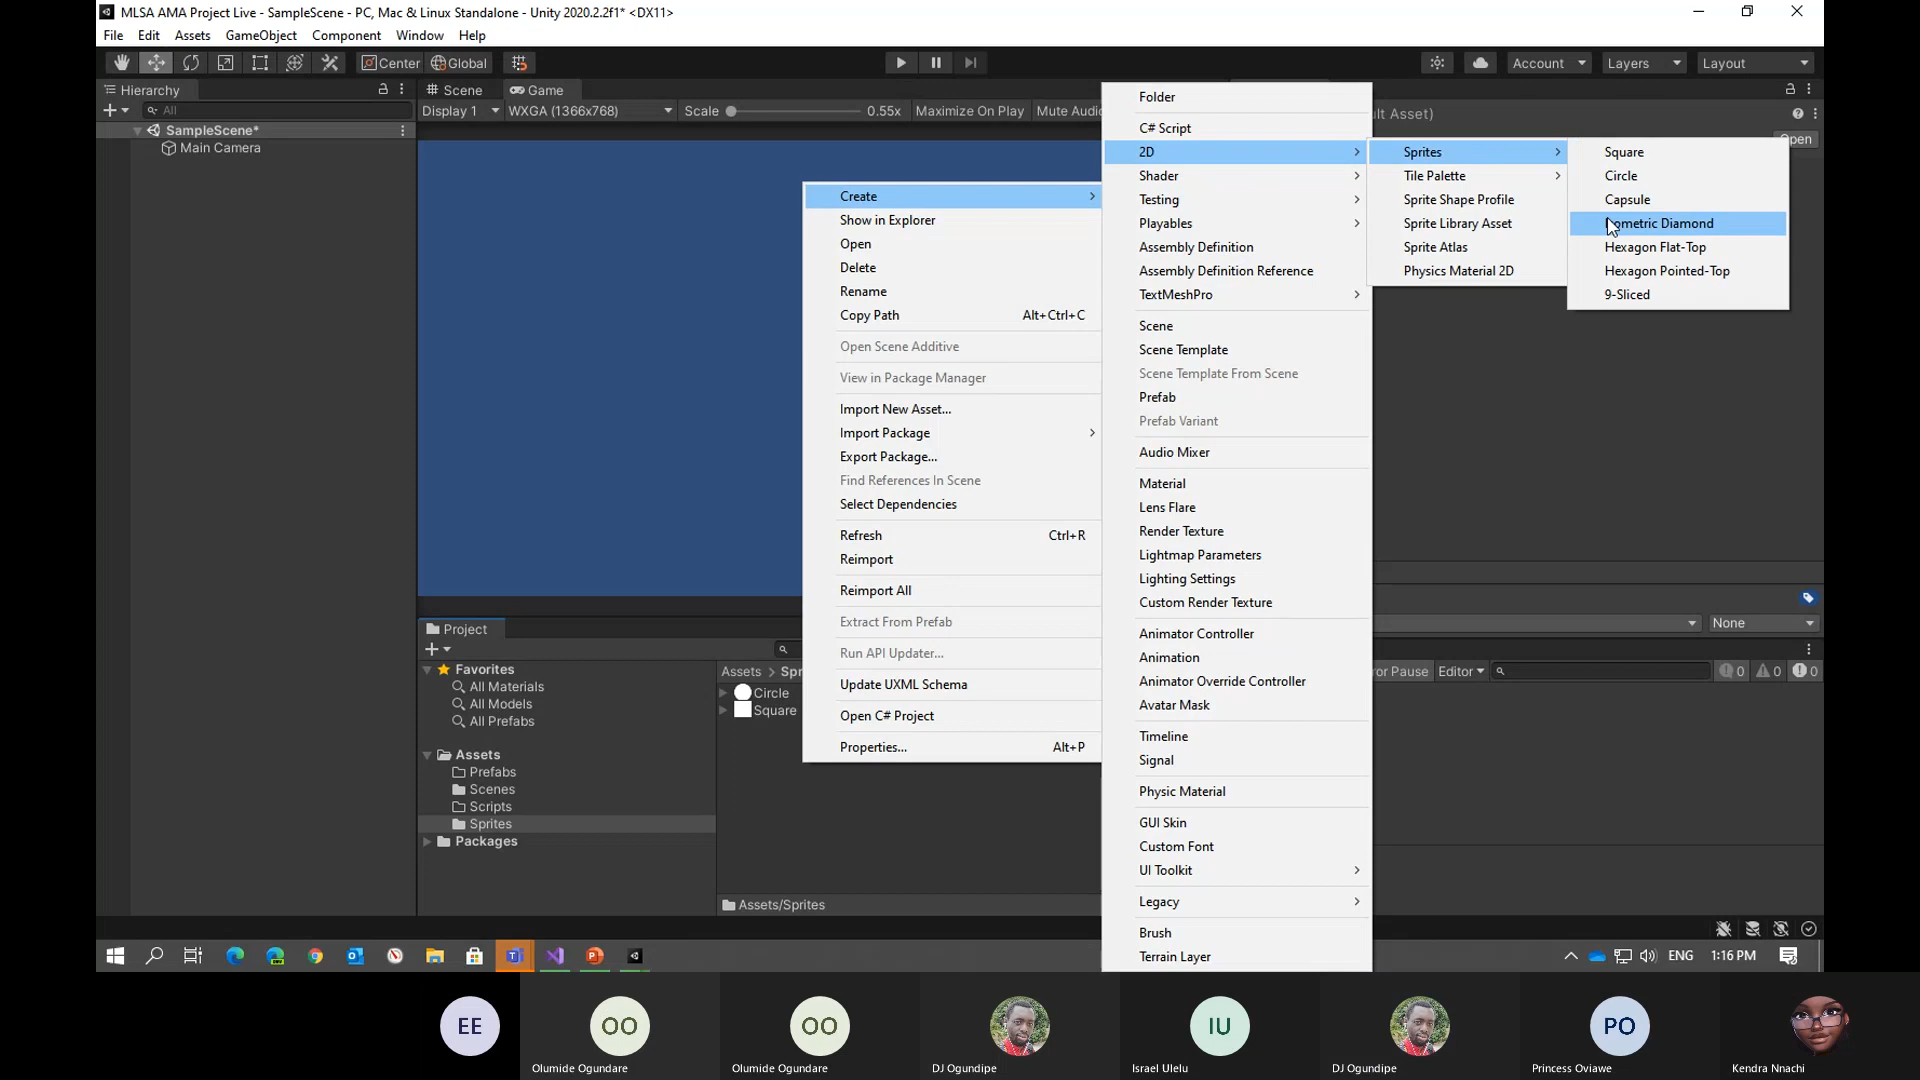 MLSA AMA Project Live - SampleScene - PC, Mac & Linux Standalone - Unity 2020.2.2f1* <DX11>
File Edit Assets GameObject Component Window Help
Center Global Account Layers Layout
Hierarchy
All
SampleScene*
Main Camera
Scene Game
Display 1 WXGA (1366x768) Scale 0.55x Maximize On Play Mute Audio
ult Asset)
Open
Create
Show in Explorer
Open
Delete
Rename
Copy Path Alt+Ctrl+C
Open Scene Additive
View in Package Manager
Import New Asset...
Import Package
Export Package...
Find References In Scene
Select Dependencies
Refresh Ctrl+R
Reimport
Reimport All
Extract From Prefab
Run API Updater...
Update UXML Schema
Open C# Project
Properties... Alt+P
Folder
C# Script
2D
Shader
Testing
Playables
Assembly Definition
Assembly Definition Reference
TextMeshPro
Scene
Scene Template
Scene Template From Scene
Prefab
Prefab Variant
Audio Mixer
Material
Lens Flare
Render Texture
Lightmap Parameters
Lighting Settings
Custom Render Texture
Animator Controller
Animation
Animator Override Controller
Avatar Mask
Timeline
Signal
Physic Material
GUI Skin
Custom Font
UI Toolkit
Legacy
Brush
Terrain Layer
Sprites
Tile Palette
Sprite Shape Profile
Sprite Library Asset
Sprite Atlas
Physics Material 2D
Square
Circle
Capsule
ometric Diamond
Hexagon Flat-Top
Hexagon Pointed-Top
9-Sliced
None
ror Pause Editor 0 0 0
Project
Favorites
All Materials
All Models
All Prefabs
Assets
Prefabs
Scenes
Scripts
Sprites
Packages
Assets > Spr
Circle
Square
Assets/Sprites
ENG 1:16 PM
EE
OO
Olumide Ogundare
OO
Olumide Ogundare
DJ Ogundipe
IU
Israel Ulelu
DJ Ogundipe
PO
Princess Oviawe
Kendra Nnachi